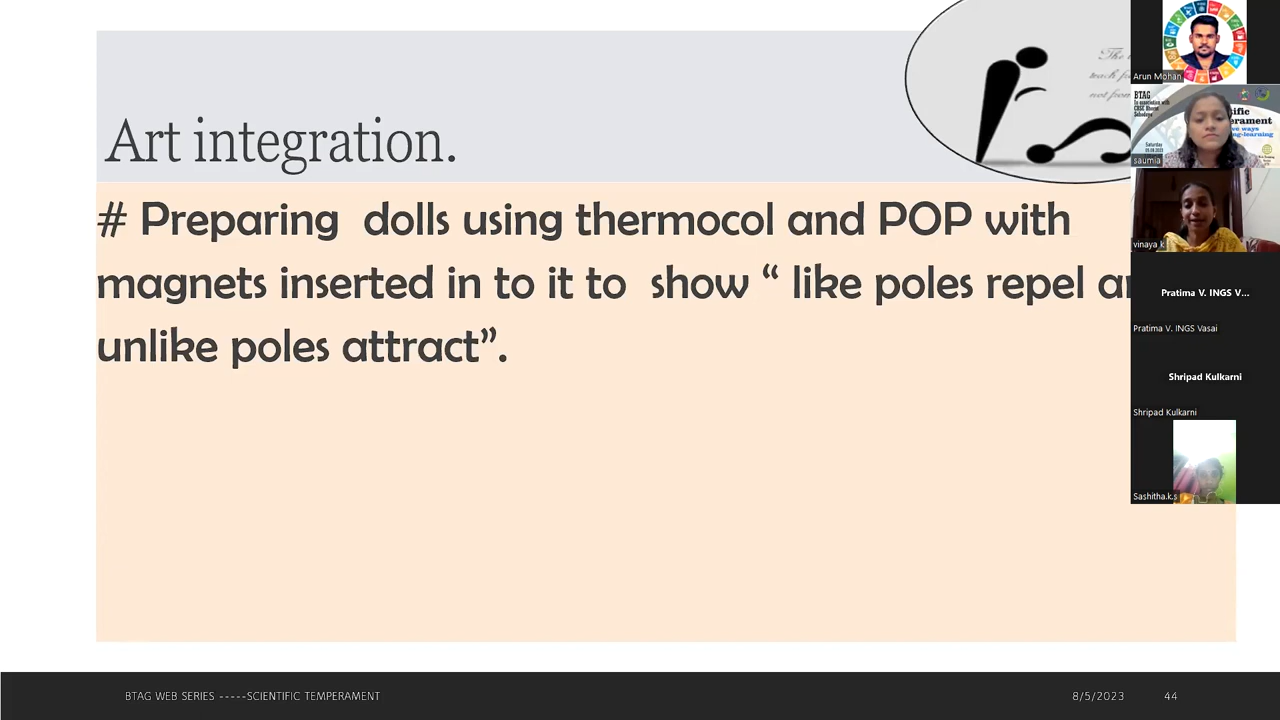 Art integration.
# Preparing dolls using thermocol and POP with
magnets inserted in to it to show “ like poles repel
unlike poles attract”.
BTAG WEB SERIES -----SCIENTIFIC TEMPERAMENT
8/5/2023
44
Arun Mohan
BTAG
Saturday
saumia
vinaya k
Pratima V. INGS V...
Pratima V. INGS Vasai
Shripad Kulkarni
Shripad Kulkarni
Sashitha.k.s